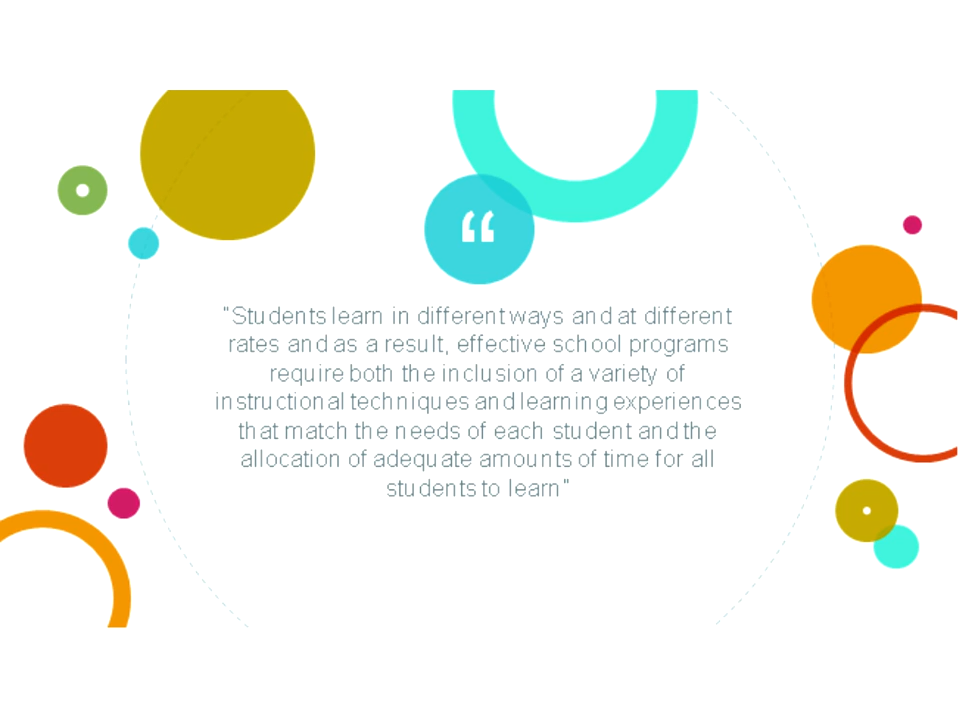 “
"Students learn in different ways and at different
rates and as a result, effective school programs
require both the inclusion of a variety of
instructional techniques and learning experiences
that match the needs of each student and the
allocation of adequate amounts of time for all
students to learn"